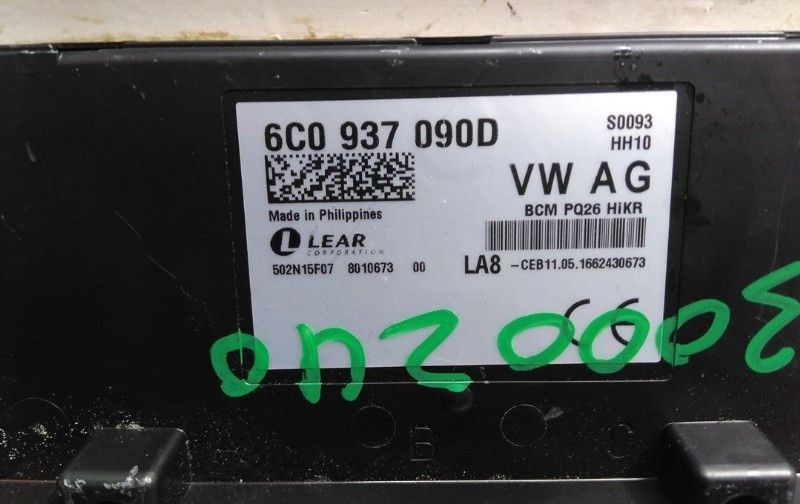 6C0 937 090D
S0093
HH10
VW AG
BCM PQ26 HiKR
Made in Philippines
LEAR
CORPORATION
502N15F07 8010673 00
LA8 -CEB11.05.1662430673
CE
A B C